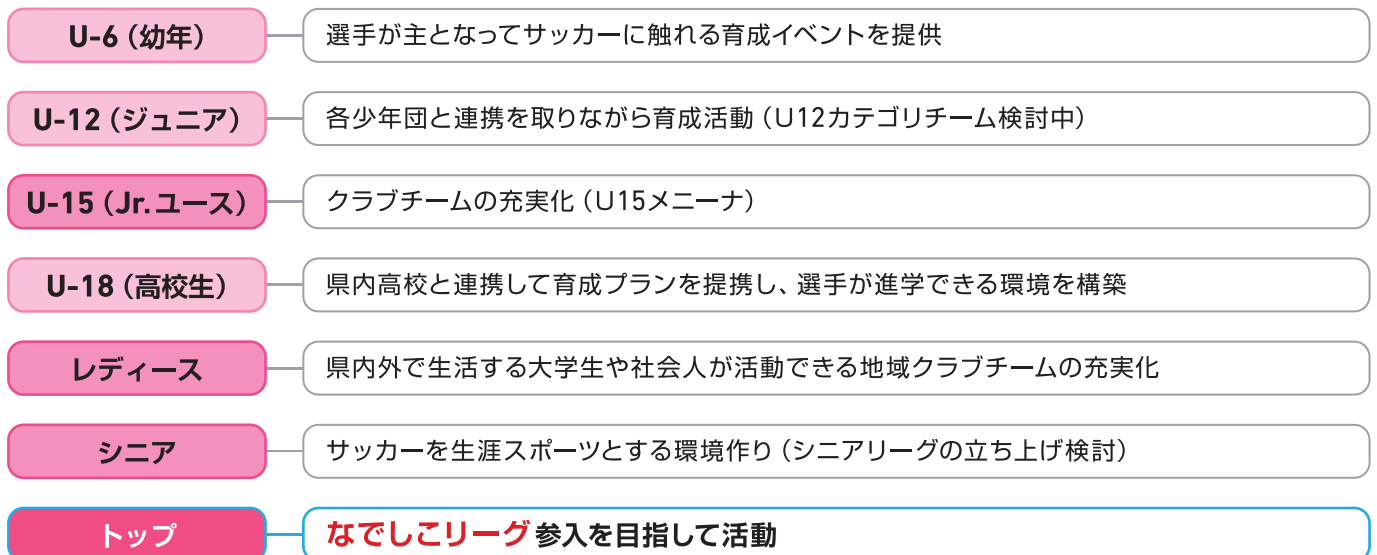 U-6（幼年） 選手が主となってサッカーに触れる育成イベントを提供
U-12（ジュニア） 各少年団と連携を取りながら育成活動（U12カテゴリチーム検討中）
U-15（Jr.ユース） クラブチームの充実化（U15メニーナ）
U-18（高校生） 県内高校と連携して育成プランを提携し、選手が進学できる環境を構築
レディース 県内外で生活する大学生や社会人が活動できる地域クラブチームの充実化
シニア サッカーを生涯スポーツとする環境作り（シニアリーグの立ち上げ検討）
トップ なでしこリーグ参入を目指して活動